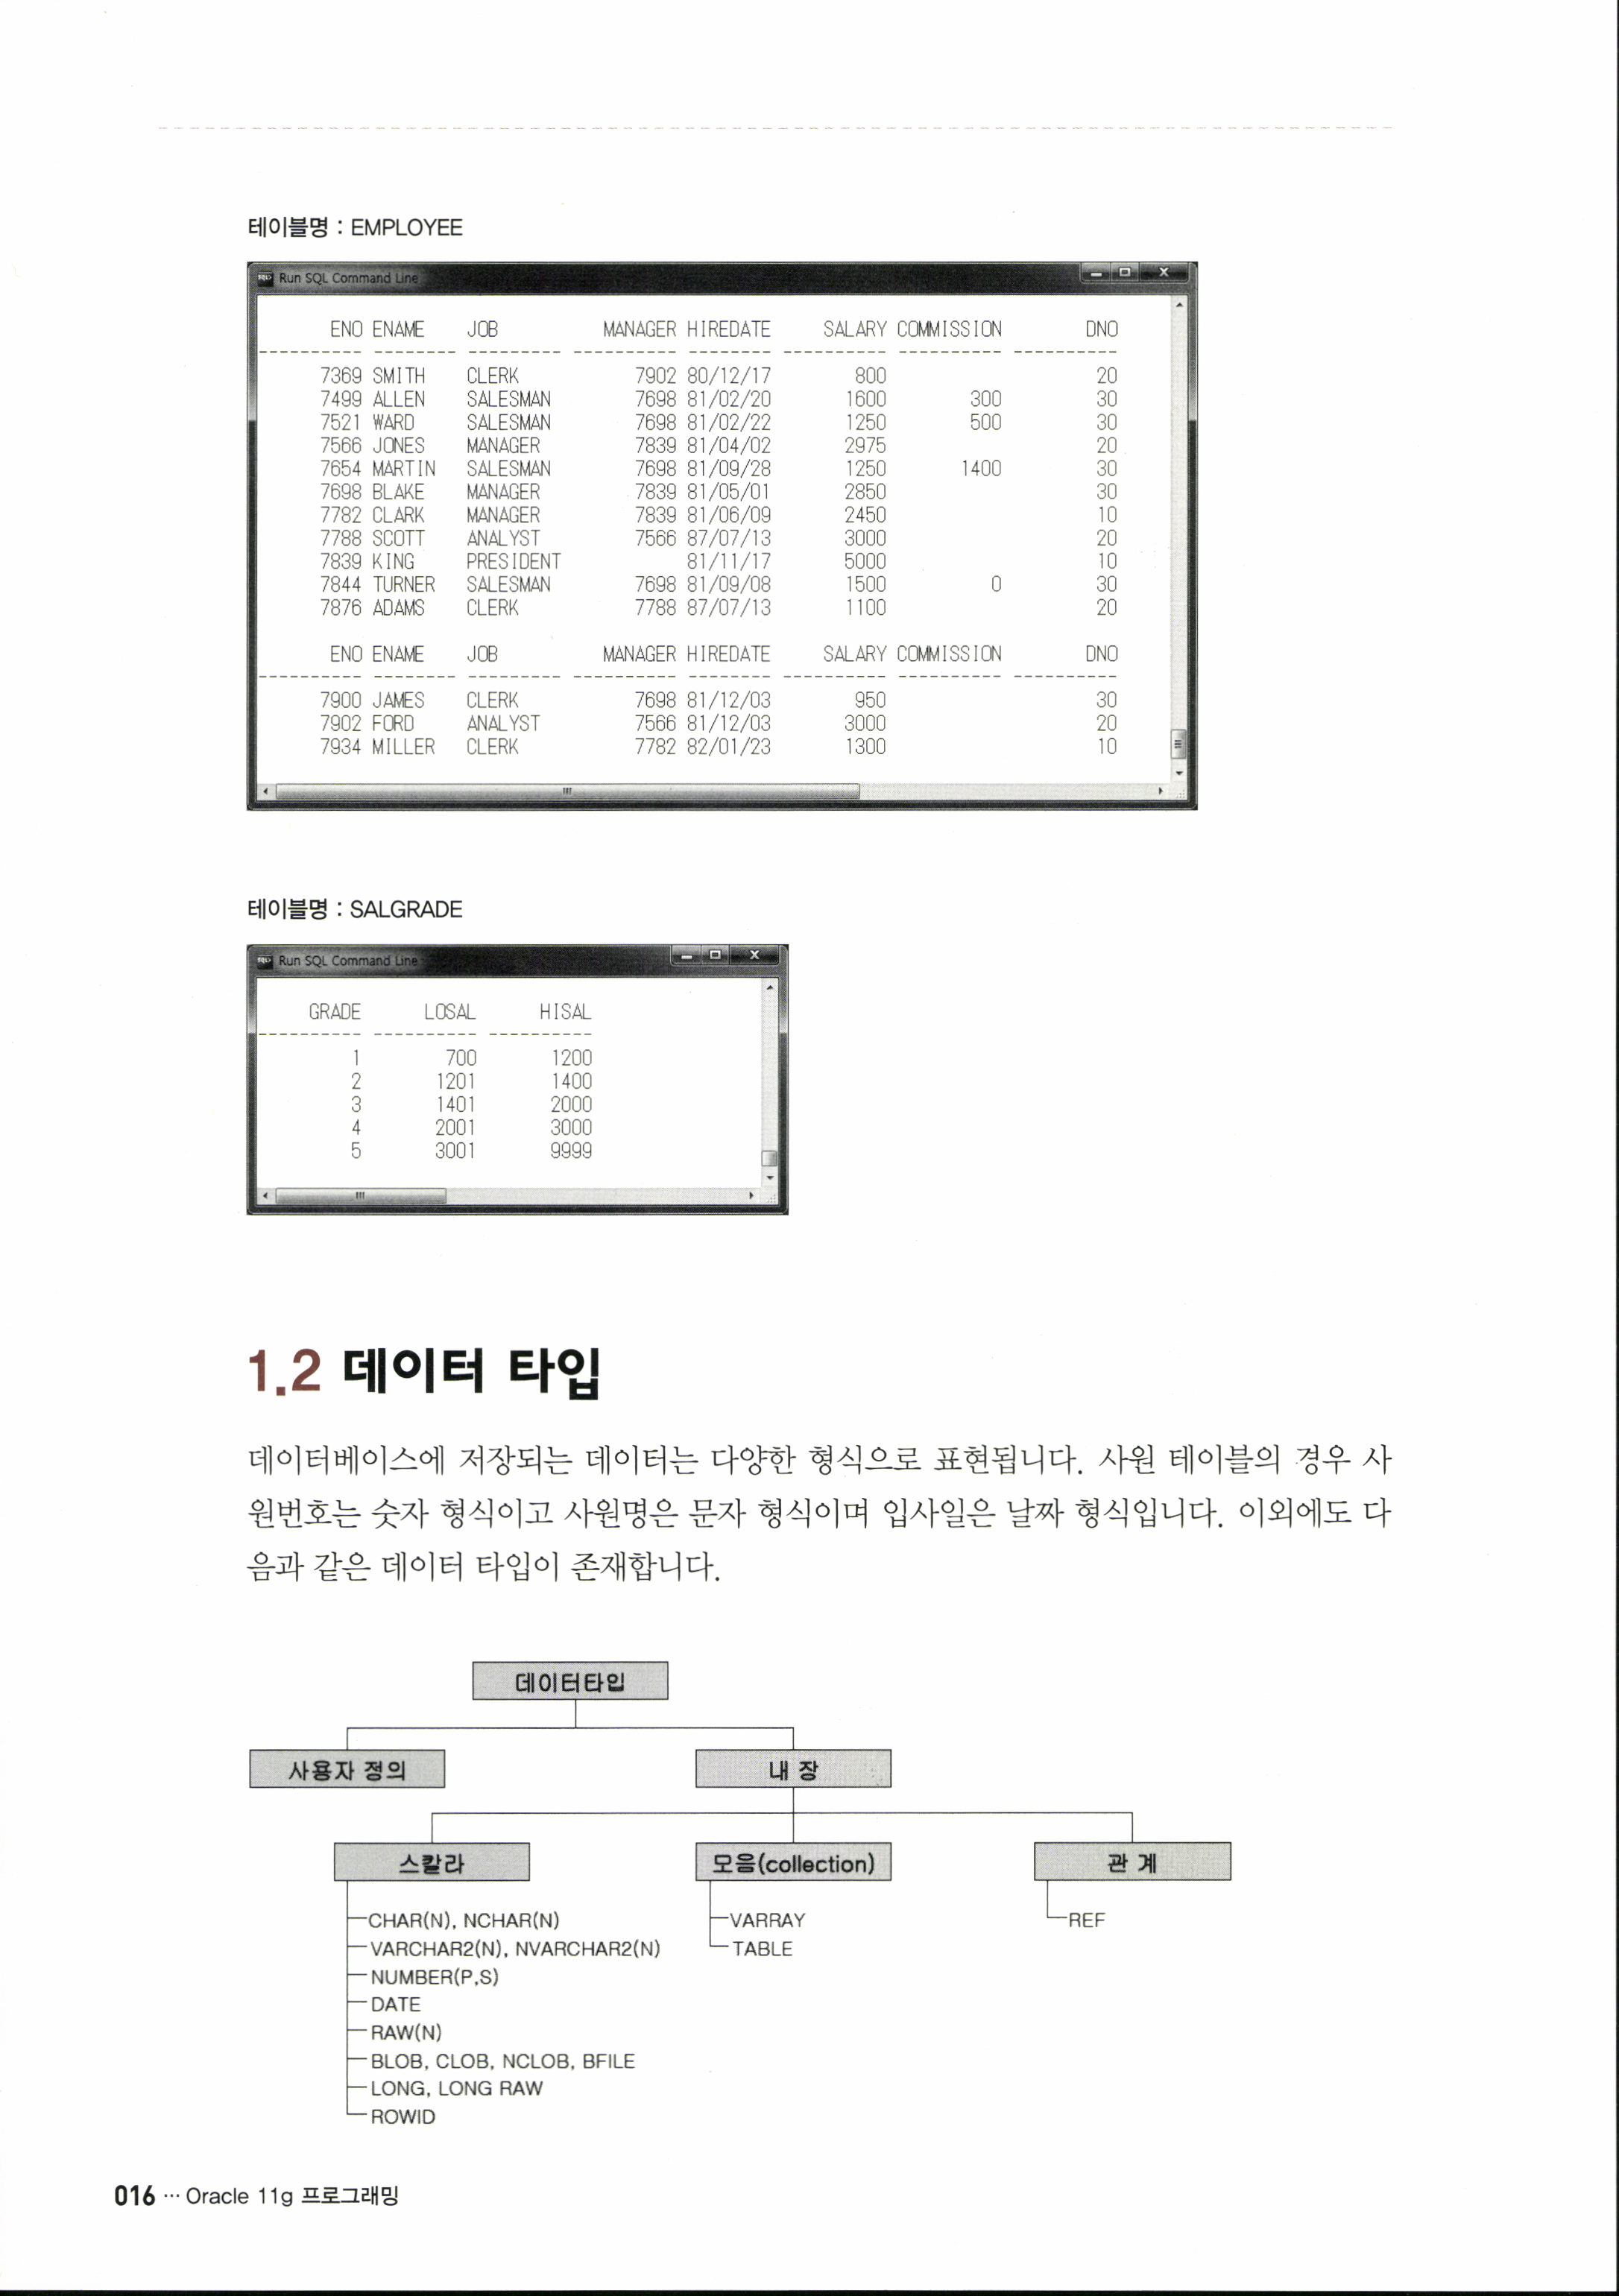 테이블명 : EMPLOYEE
Run SQL Command Line
ENO ENAME JOB MANAGER HIREDATE SALARY COMMISSION DNO
7369 SMITH CLERK 7902 80/12/17 800 20
7499 ALLEN SALESMAN 7698 81/02/20 1600 300 30
7521 WARD SALESMAN 7698 81/02/22 1250 500 30
7566 JONES MANAGER 7839 81/04/02 2975 20
7654 MARTIN SALESMAN 7698 81/09/28 1250 1400 30
7698 BLAKE MANAGER 7839 81/05/01 2850 30
7782 CLARK MANAGER 7839 81/06/09 2450 10
7788 SCOTT ANALYST 7566 87/07/13 3000 20
7839 KING PRESIDENT 81/11/17 5000 10
7844 TURNER SALESMAN 7698 81/09/08 1500 0 30
7876 ADAMS CLERK 7788 87/07/13 1100 20
ENO ENAME JOB MANAGER HIREDATE SALARY COMMISSION DNO
7900 JAMES CLERK 7698 81/12/03 950 30
7902 FORD ANALYST 7566 81/12/03 3000 20
7934 MILLER CLERK 7782 82/01/23 1300 10
테이블명 : SALGRADE
Run SQL Command Line
GRADE LOSAL HISAL
1 700 1200
2 1201 1400
3 1401 2000
4 2001 3000
5 3001 9999
1.2 데이터 타입
데이터베이스에 저장되는 데이터는 다양한 형식으로 표현됩니다. 사원 테이블의 경우 사
원번호는 숫자 형식이고 사원명은 문자 형식이며 입사일은 날짜 형식입니다. 이외에도 다
음과 같은 데이터 타입이 존재합니다.
데이터타입
사용자 정의 내 장
스칼라 모음(collection) 관 계
CHAR(N), NCHAR(N) VARRAY REF
VARCHAR2(N), NVARCHAR2(N) TABLE
NUMBER(P,S)
DATE
RAW(N)
BLOB, CLOB, NCLOB, BFILE
LONG, LONG RAW
ROWID
016 ··· Oracle 11g 프로그래밍